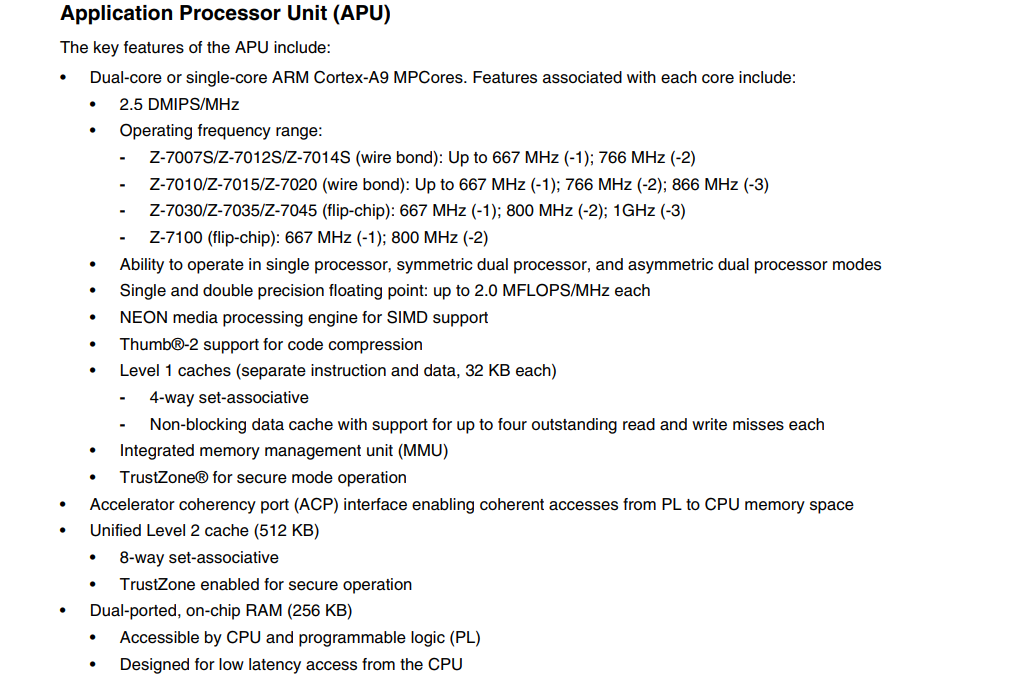 Application Processor Unit (APU)
The key features of the APU include:
• Dual-core or single-core ARM Cortex-A9 MPCores. Features associated with each core include:
• 2.5 DMIPS/MHz
• Operating frequency range:
- Z-7007S/Z-7012S/Z-7014S (wire bond): Up to 667 MHz (-1); 766 MHz (-2)
- Z-7010/Z-7015/Z-7020 (wire bond): Up to 667 MHz (-1); 766 MHz (-2); 866 MHz (-3)
- Z-7030/Z-7035/Z-7045 (flip-chip): 667 MHz (-1); 800 MHz (-2); 1GHz (-3)
- Z-7100 (flip-chip): 667 MHz (-1); 800 MHz (-2)
• Ability to operate in single processor, symmetric dual processor, and asymmetric dual processor modes
• Single and double precision floating point: up to 2.0 MFLOPS/MHz each
• NEON media processing engine for SIMD support
• Thumb®-2 support for code compression
• Level 1 caches (separate instruction and data, 32 KB each)
- 4-way set-associative
- Non-blocking data cache with support for up to four outstanding read and write misses each
• Integrated memory management unit (MMU)
• TrustZone® for secure mode operation
• Accelerator coherency port (ACP) interface enabling coherent accesses from PL to CPU memory space
• Unified Level 2 cache (512 KB)
• 8-way set-associative
• TrustZone enabled for secure operation
• Dual-ported, on-chip RAM (256 KB)
• Accessible by CPU and programmable logic (PL)
• Designed for low latency access from the CPU